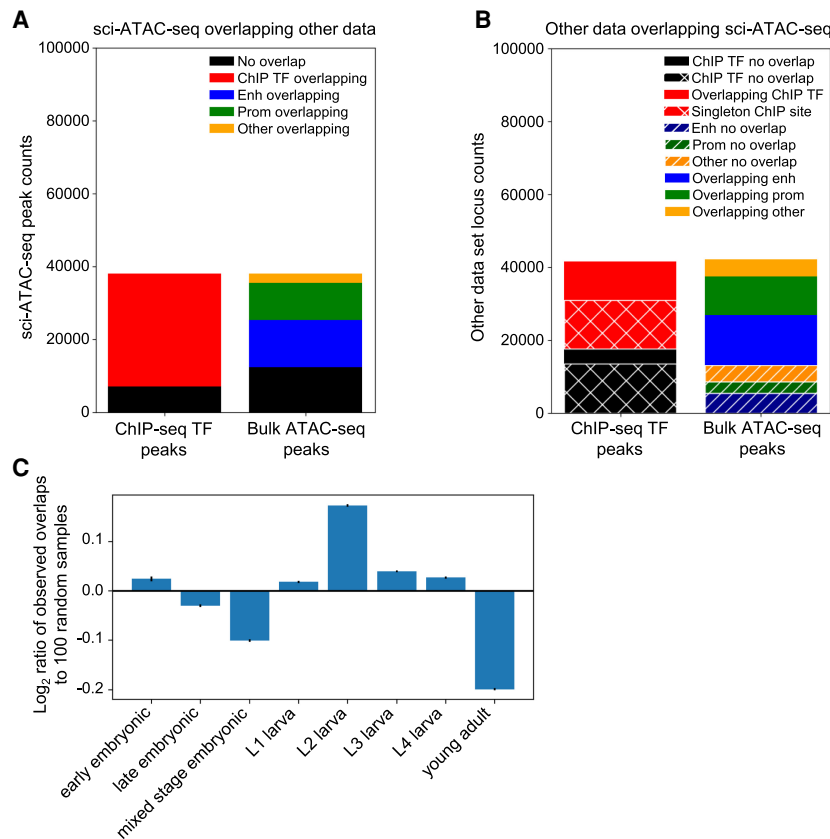 A
sci-ATAC-seq overlapping other data
100000
80000
60000
40000
20000
0
sci-ATAC-seq peak counts
No overlap
ChIP TF overlapping
Enh overlapping
Prom overlapping
Other overlapping
ChIP-seq TF
peaks
Bulk ATAC-seq
peaks
B
Other data overlapping sci-ATAC-seq
100000
80000
60000
40000
20000
0
Other data set locus counts
ChIP TF no overlap
ChIP TF no overlap
Overlapping ChIP TF
Singleton ChIP site
Enh no overlap
Prom no overlap
Other no overlap
Overlapping enh
Overlapping prom
Overlapping other
ChIP-seq TF
peaks
Bulk ATAC-seq
peaks
C
Log₂ ratio of observed overlaps
to 100 random samples
0.1
0.0
-0.1
-0.2
early embryonic
late embryonic
mixed stage embryonic
L1 larva
L2 larva
L3 larva
L4 larva
young adult